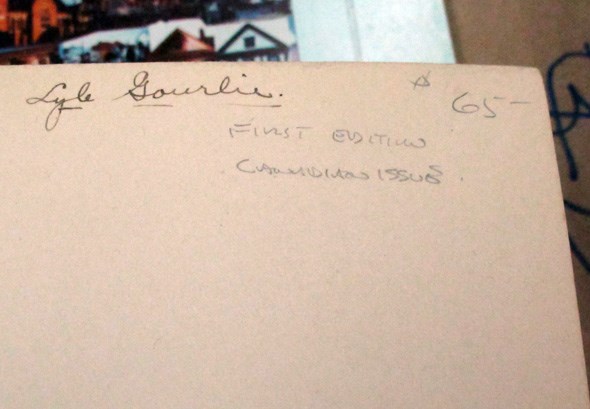 Lyle Gourlie. $ 65-
FIRST EDITION
CANADIAN ISSUE.